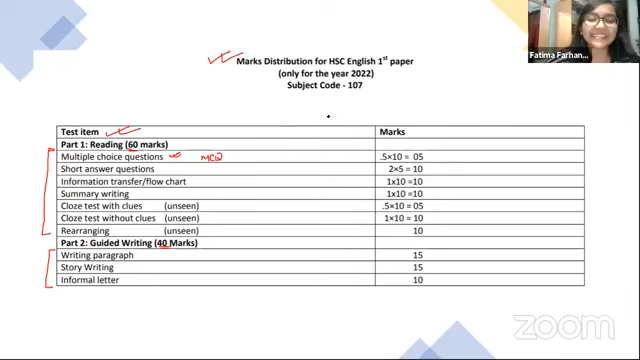 Fatima Farhan...
Marks Distribution for HSC English 1st paper
(only for the year 2022)
Subject Code - 107
Test item Marks
Part 1: Reading (60 marks)
Multiple choice questions MCQ .5×10 = 05
Short answer questions 2×5 = 10
Information transfer/flow chart 1x10 =10
Summary writing 1x10 =10
Cloze test with clues (unseen) .5×10 = 05
Cloze test without clues (unseen) 1×10 = 10
Rearranging (unseen) 10
Part 2: Guided Writing (40 Marks)
Writing paragraph 15
Story Writing 15
Informal letter 10
zoom